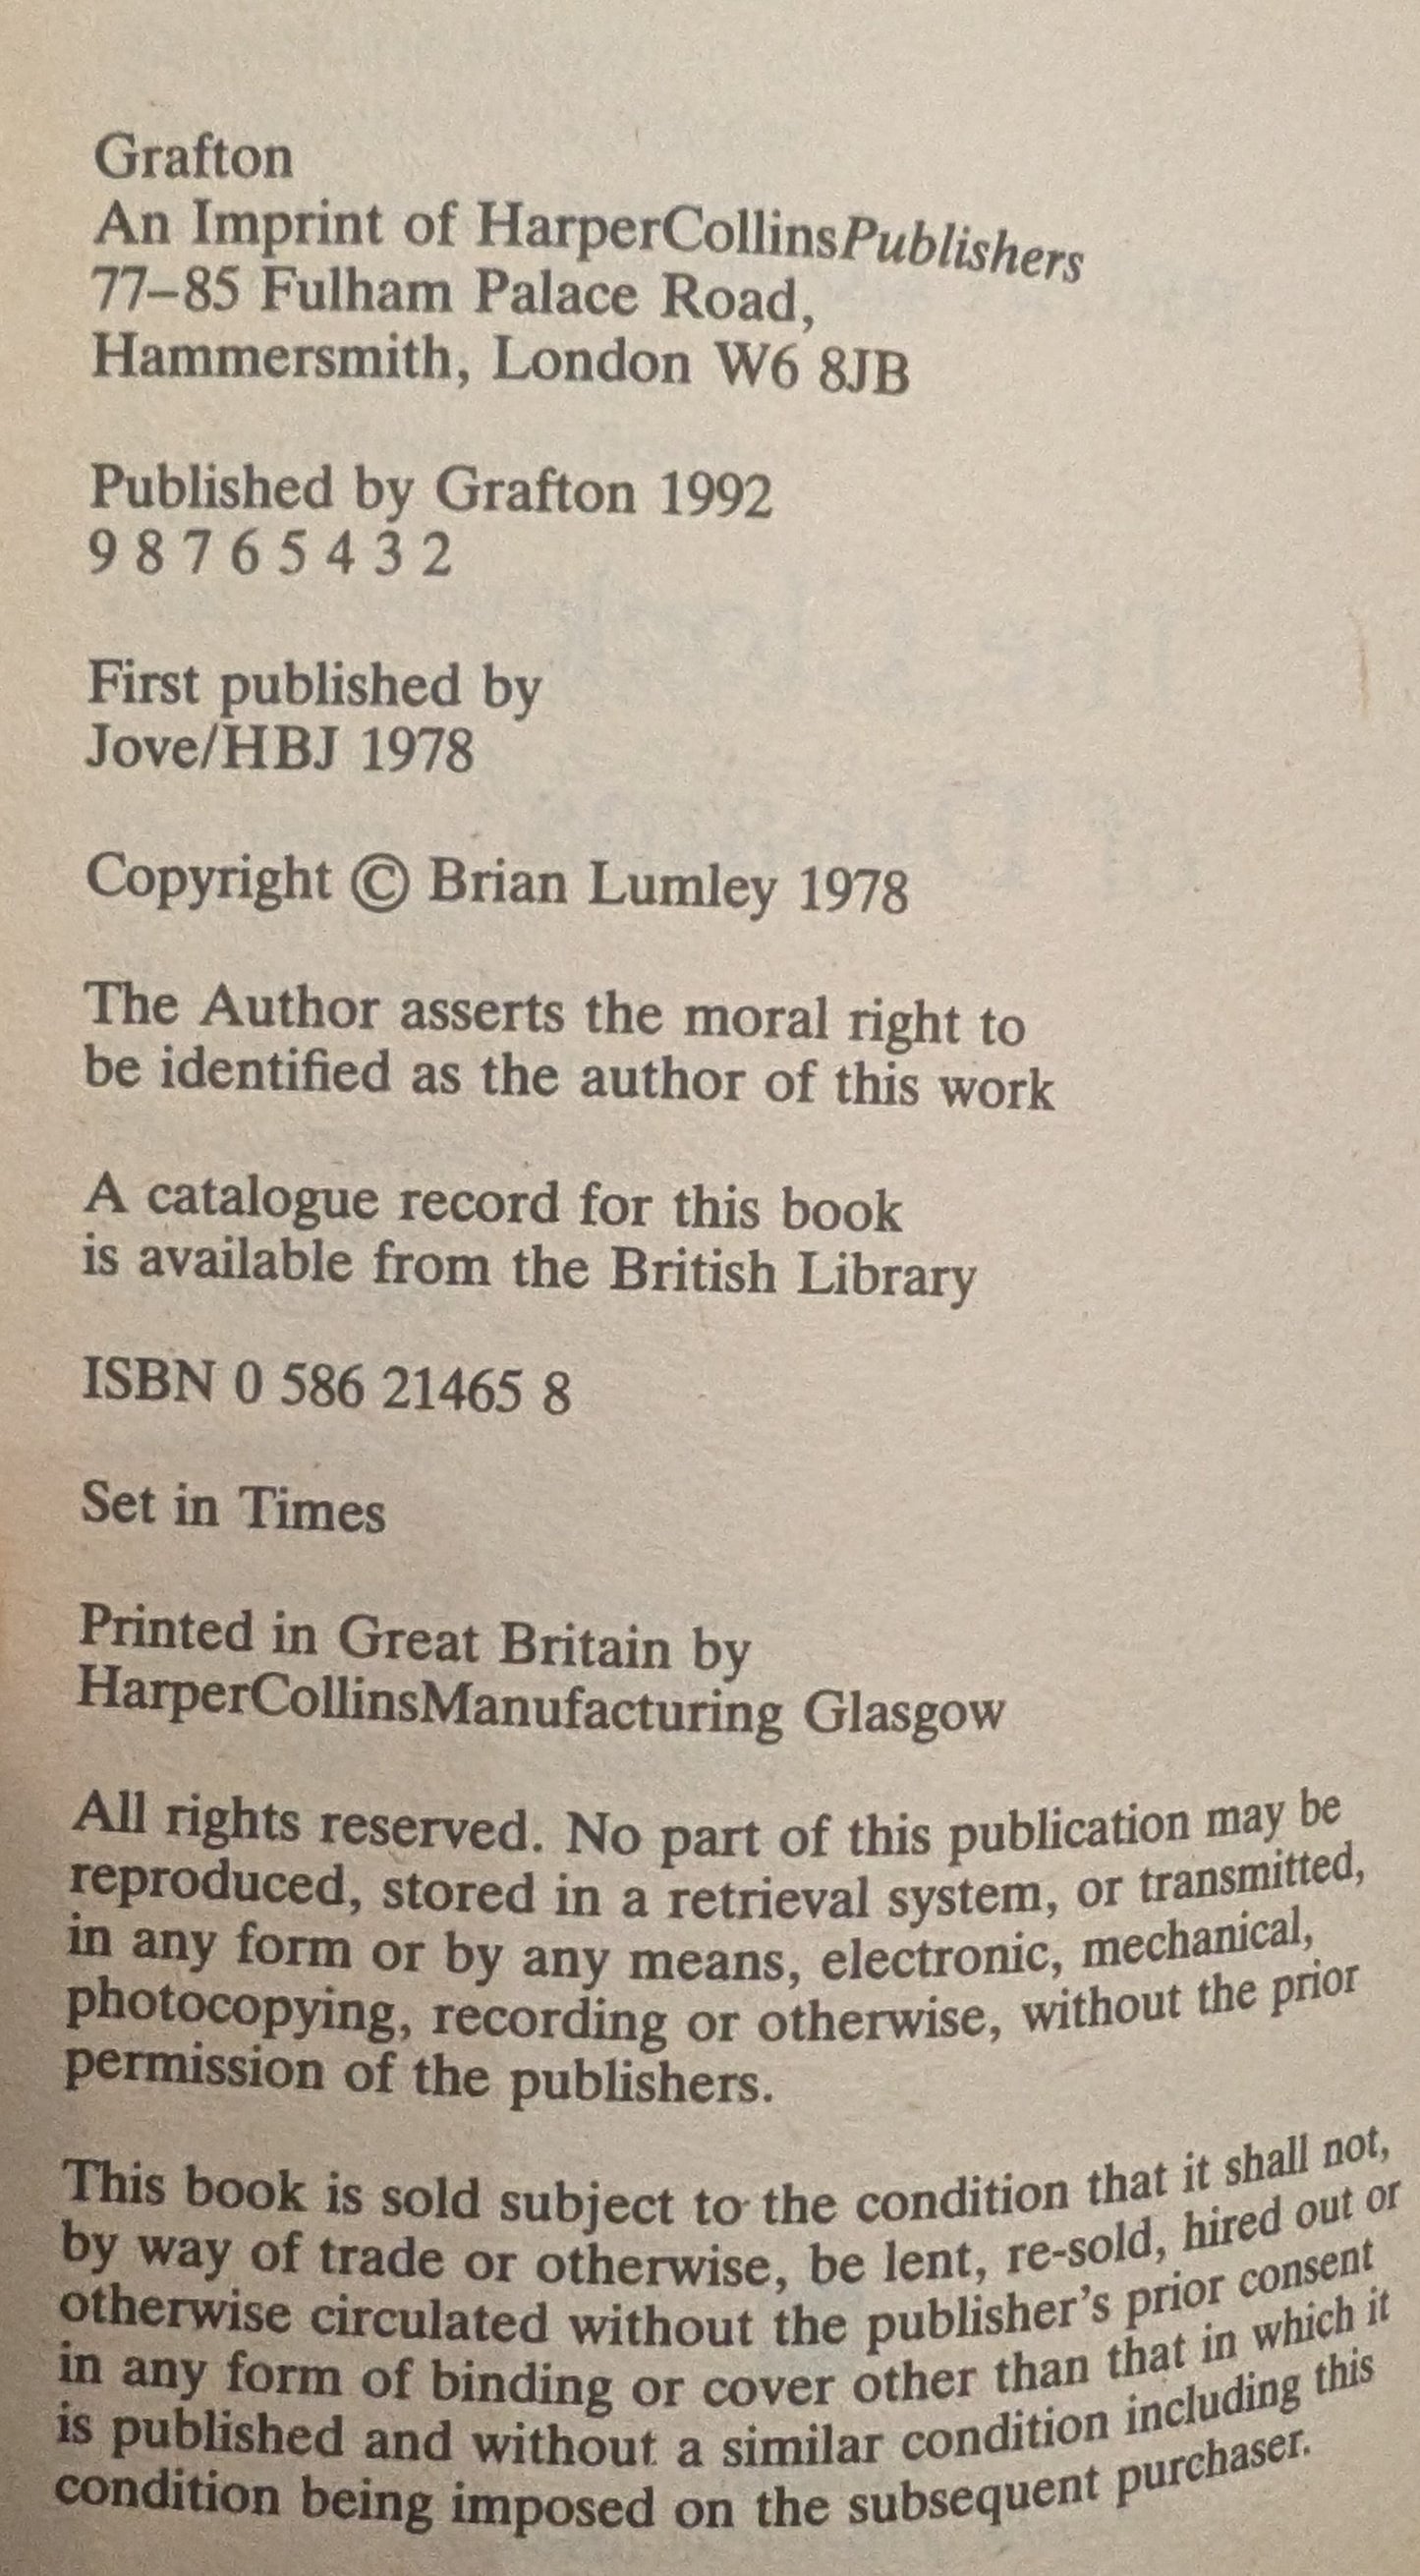 Grafton
An Imprint of HarperCollinsPublishers
77–85 Fulham Palace Road,
Hammersmith, London W6 8JB
Published by Grafton 1992
9 8 7 6 5 4 3 2
First published by
Jove/HBJ 1978
Copyright © Brian Lumley 1978
The Author asserts the moral right to
be identified as the author of this work
A catalogue record for this book
is available from the British Library
ISBN 0 586 21465 8
Set in Times
Printed in Great Britain by
HarperCollinsManufacturing Glasgow
All rights reserved. No part of this publication may be
reproduced, stored in a retrieval system, or transmitted,
in any form or by any means, electronic, mechanical,
photocopying, recording or otherwise, without the prior
permission of the publishers.
This book is sold subject to the condition that it shall not,
by way of trade or otherwise, be lent, re-sold, hired out or
otherwise circulated without the publisher's prior consent
in any form of binding or cover other than that in which it
is published and without a similar condition including this
condition being imposed on the subsequent purchaser.